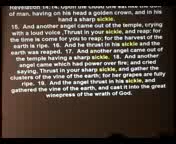 Revelation 14:14, Upon the cloud one sat like the Son
of man, having on his head a golden crown, and in his
hand a sharp sickle.
15. And another angel came out of the temple, crying
with a loud voice ,Thrust in your sickle, and reap: for
the time is come for you to reap; for the harvest of the
earth is ripe. 16. And he thrust in his sickle and the
earth was reaped. 17. And another angel came out of
the temple having a sharp sickle. 18. And another
angel came which had power over fire; and cried
saying, Thrust in your sharp sickle, and gather the
clusters of the vine of the earth; for her grapes are fully
ripe. 19. And the angel thrust in his sickle, and
gathered the vine of the earth, and cast it into the great
winepress of the wrath of God.